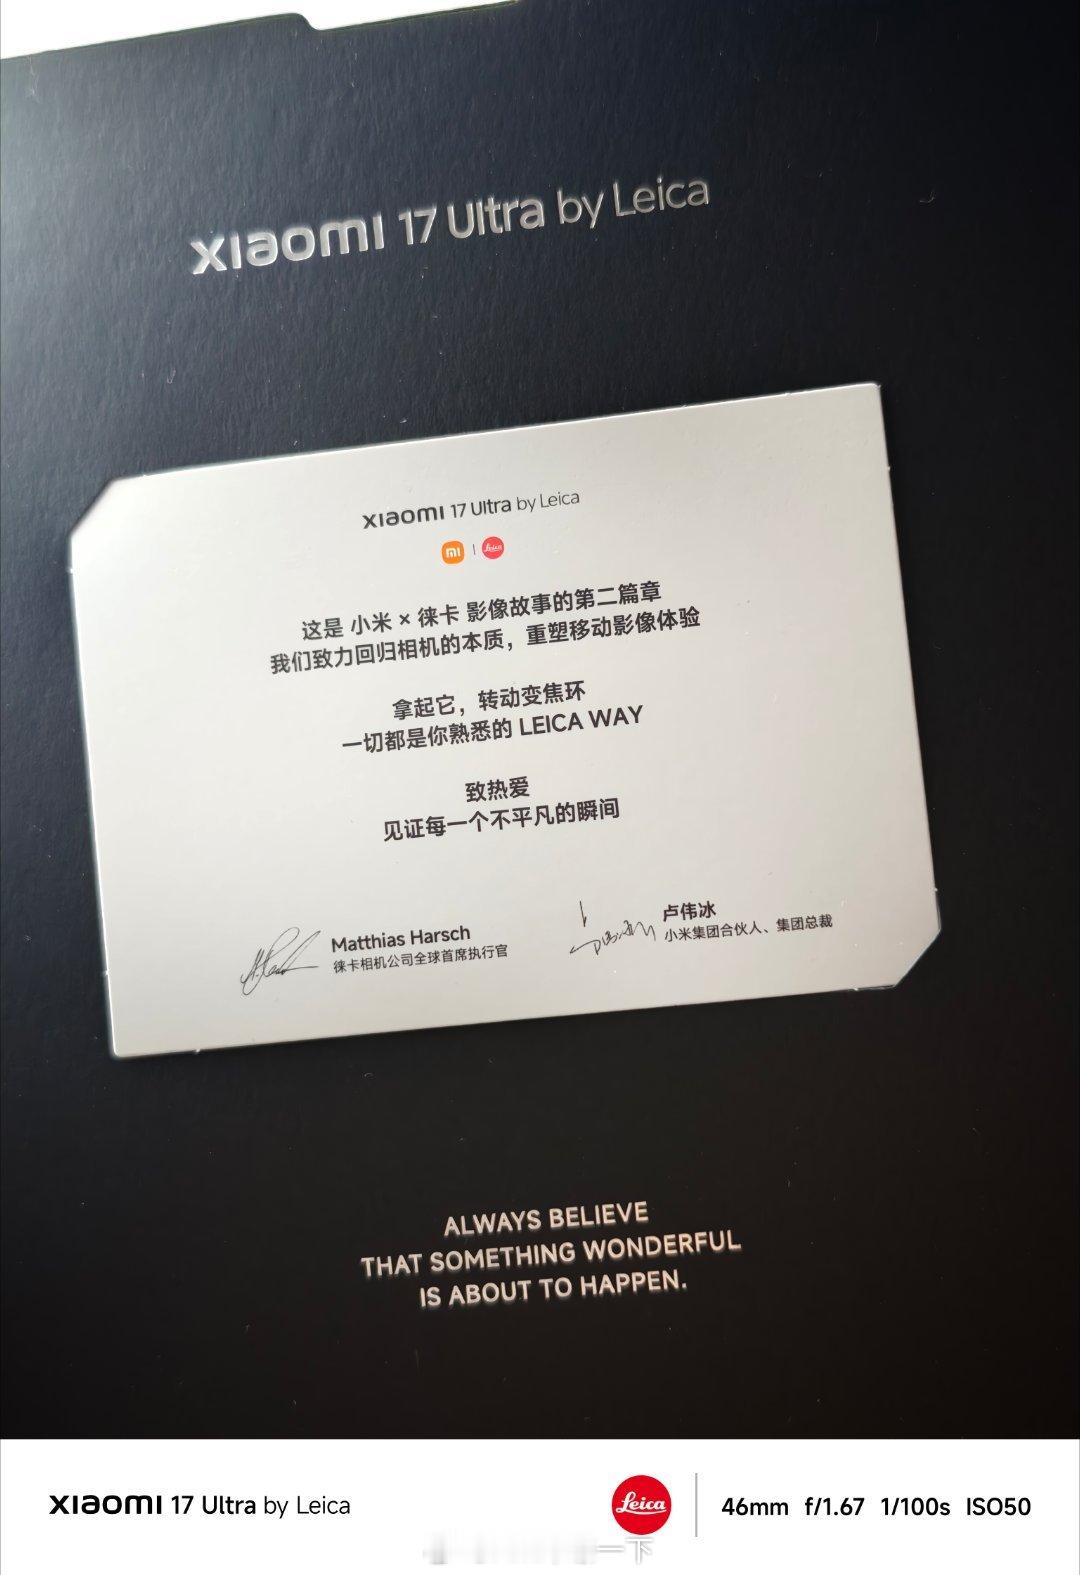 xiaomi 17 Ultra by Leica
xiaomi 17 Ultra by Leica
mi | Leica
这是 小米 × 徕卡 影像故事的第二篇章
我们致力回归相机的本质，重塑移动影像体验
拿起它，转动变焦环
一切都是你熟悉的 LEICA WAY
致热爱
见证每一个不平凡的瞬间
Matthias Harsch
徕卡相机公司全球首席执行官
卢伟冰
小米集团合伙人、集团总裁
ALWAYS BELIEVE
THAT SOMETHING WONDERFUL
IS ABOUT TO HAPPEN.
xiaomi 17 Ultra by Leica
Leica
46mm f/1.67 1/100s ISO50
一下